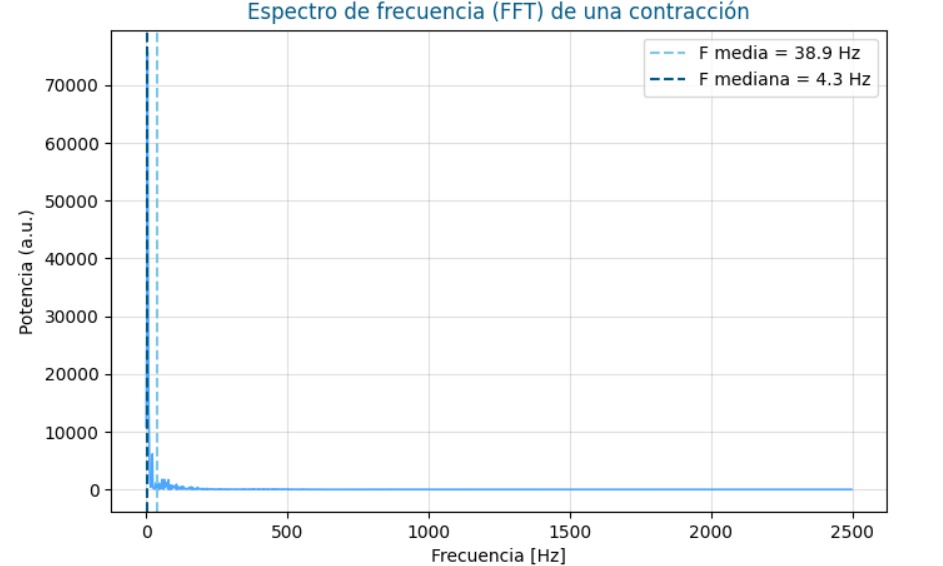 Espectro de frecuencia (FFT) de una contracción
F media = 38.9 Hz
F mediana = 4.3 Hz
Potencia (a.u.)
70000
60000
50000
40000
30000
20000
10000
0
0 500 1000 1500 2000 2500
Frecuencia [Hz]